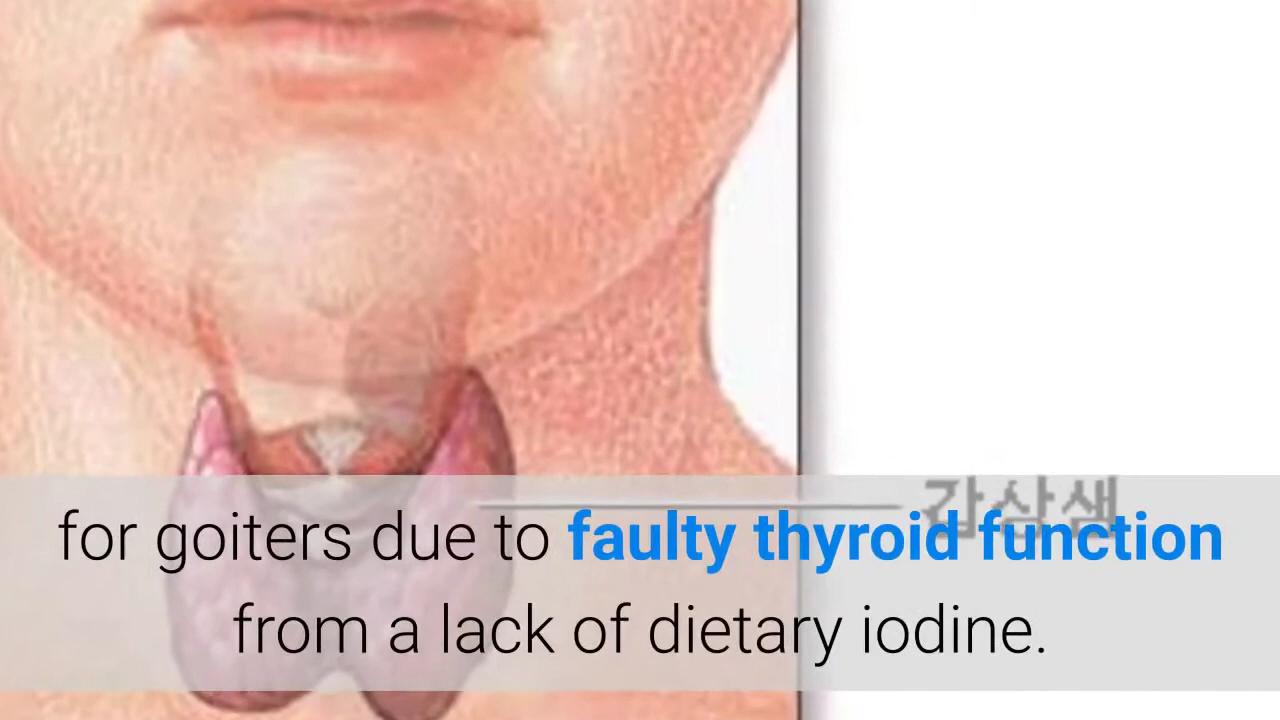 갑상샘
for goiters due to faulty thyroid function
from a lack of dietary iodine.